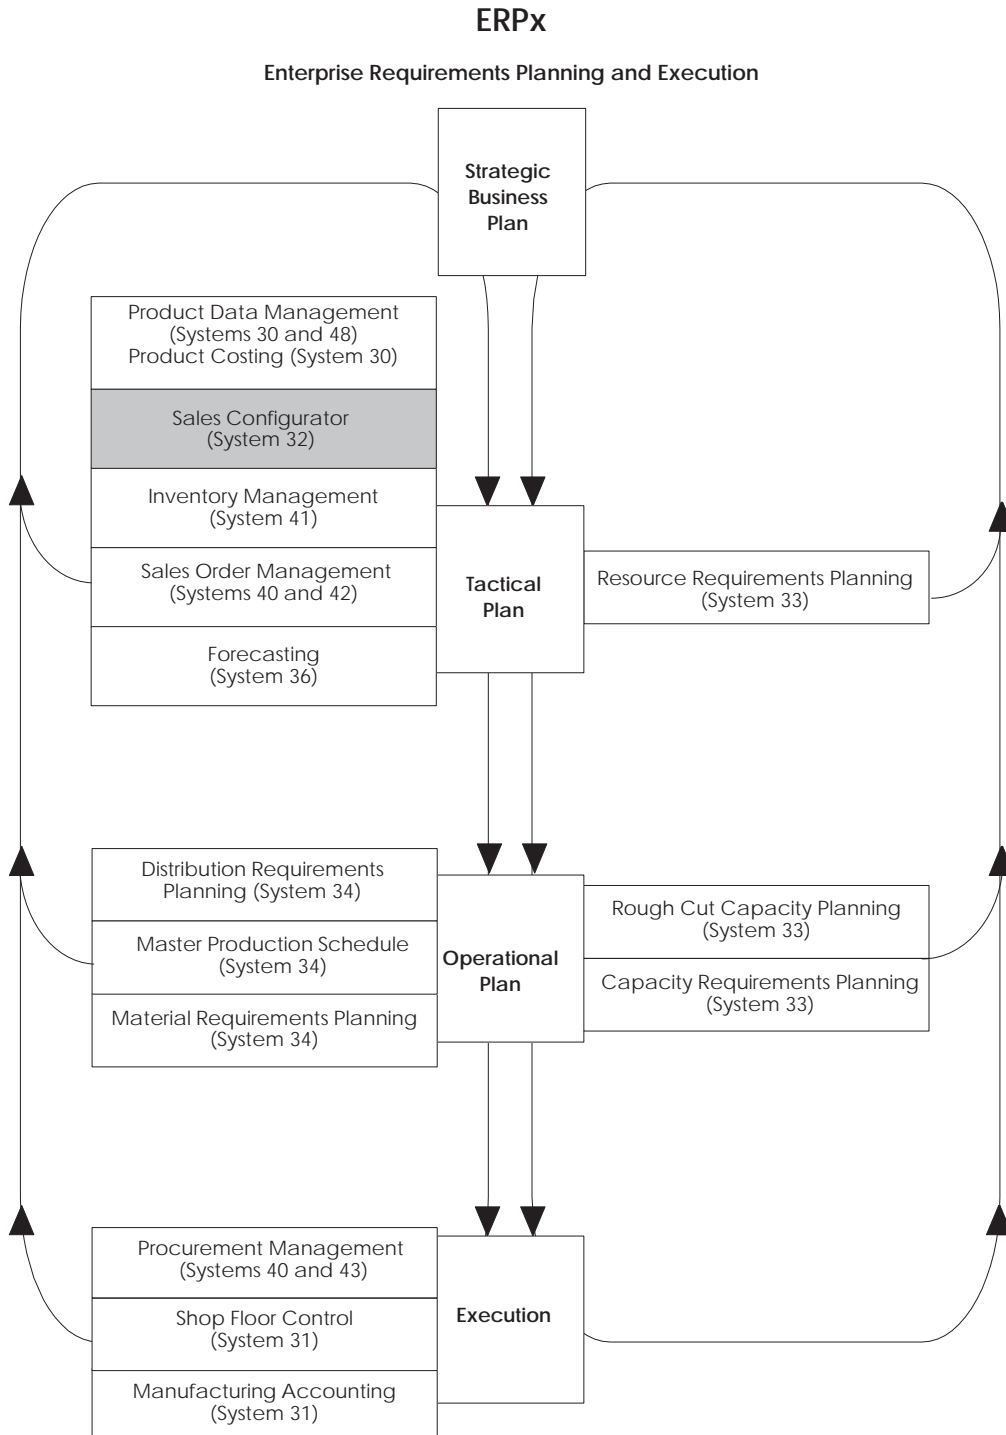 ERPx
Enterprise Requirements Planning and Execution
Strategic
Business
Plan
Product Data Management
(Systems 30 and 48)
Product Costing (System 30)
Sales Configurator
(System 32)
Inventory Management
(System 41)
Sales Order Management
(Systems 40 and 42)
Forecasting
(System 36)
Tactical
Plan
Resource Requirements Planning
(System 33)
Distribution Requirements
Planning (System 34)
Master Production Schedule
(System 34)
Material Requirements Planning
(System 34)
Operational
Plan
Rough Cut Capacity Planning
(System 33)
Capacity Requirements Planning
(System 33)
Procurement Management
(Systems 40 and 43)
Shop Floor Control
(System 31)
Manufacturing Accounting
(System 31)
Execution